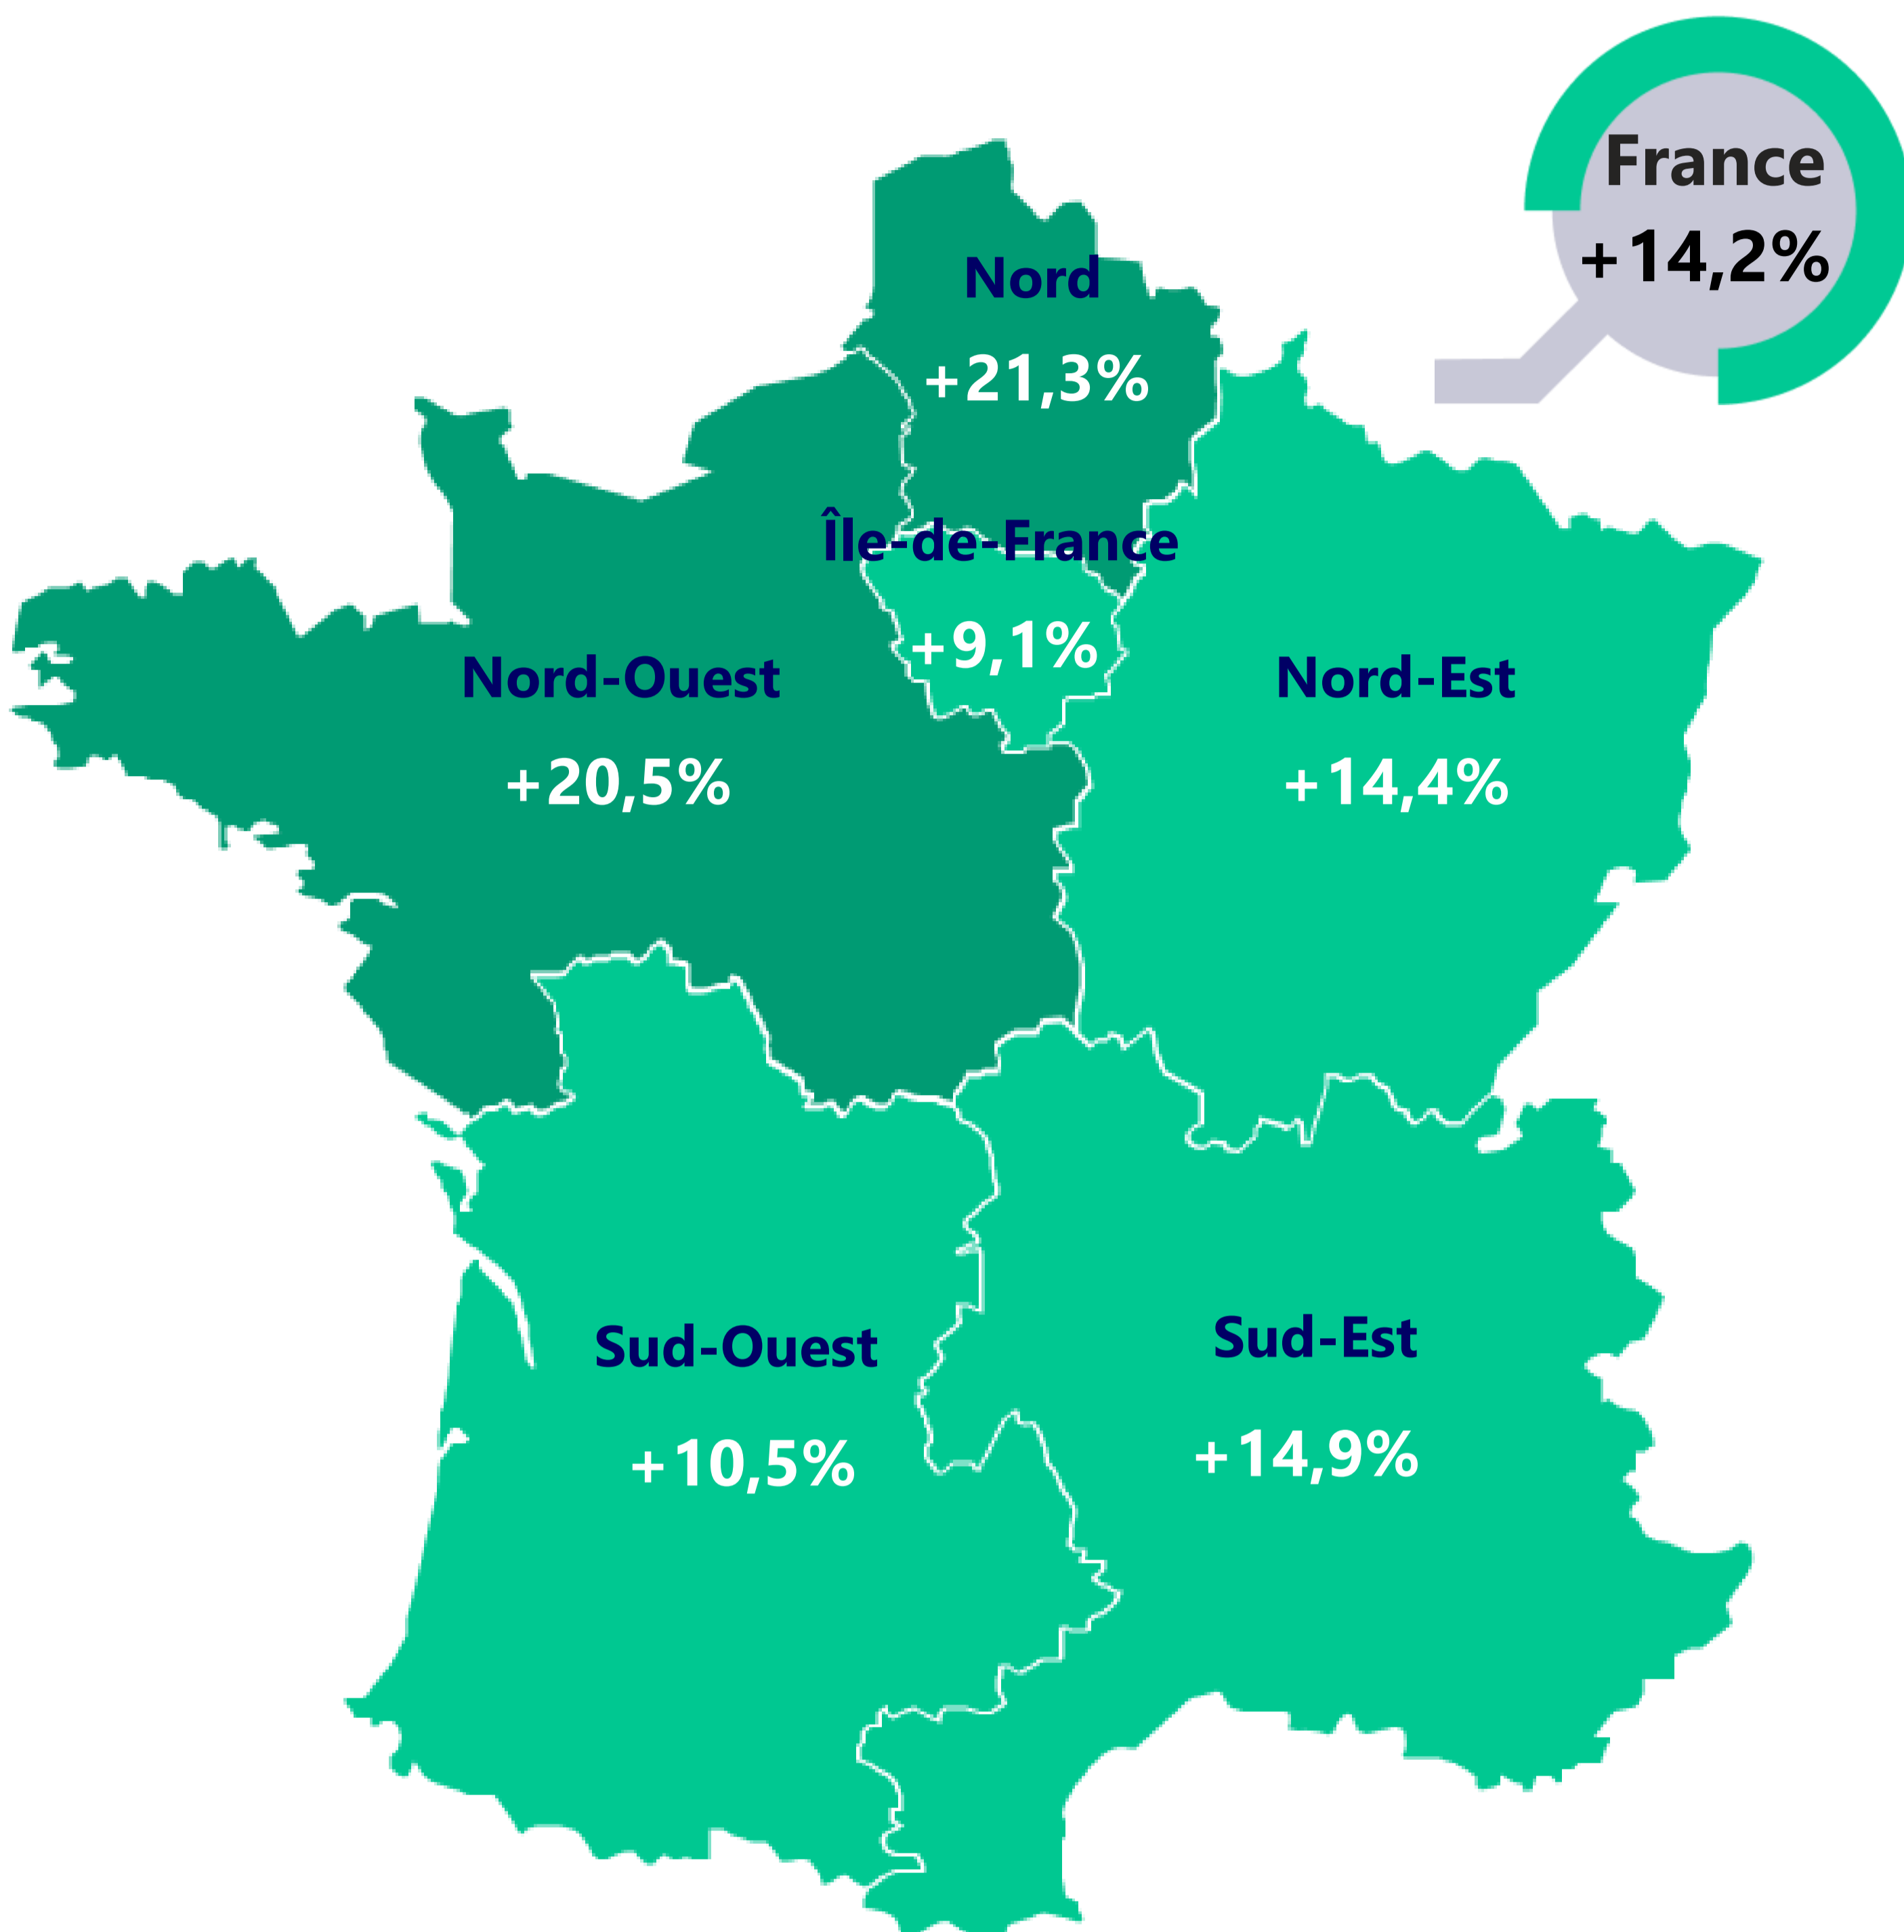 France
+14,2%
Nord
+21,3%
Île-de-France
+9,1%
Nord-Ouest
+20,5%
Nord-Est
+14,4%
Sud-Ouest
+10,5%
Sud-Est
+14,9%